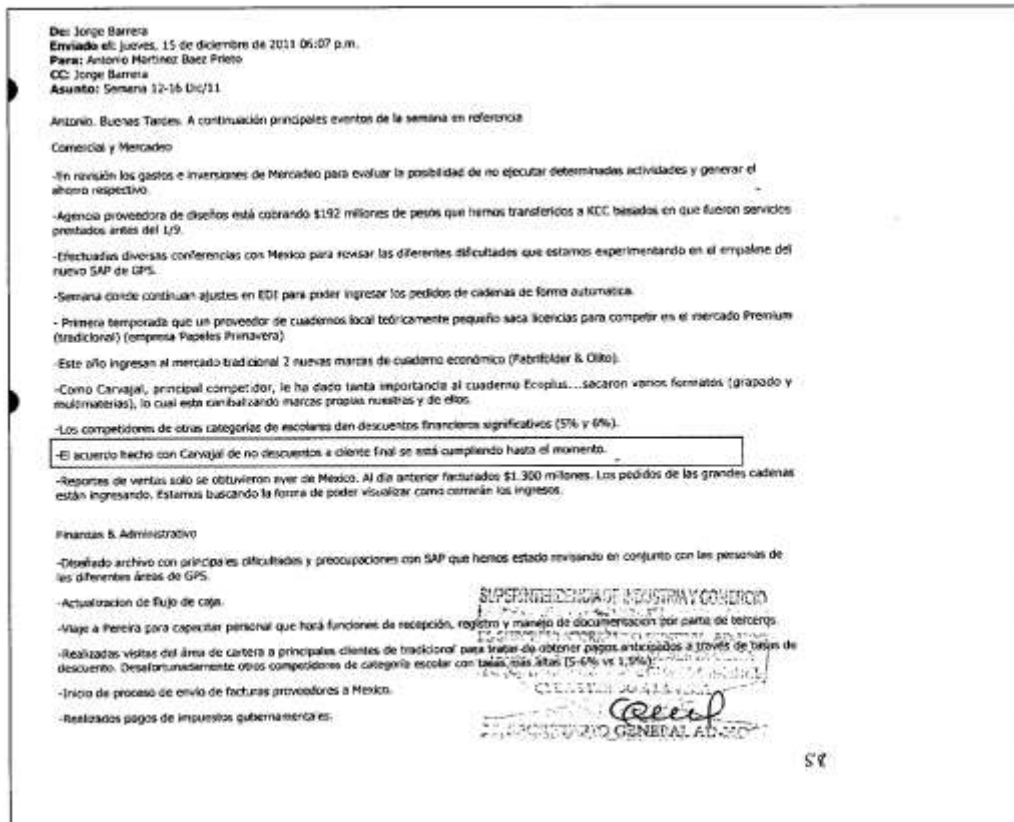 De: Jorge Barrera
Enviado el: jueves, 15 de diciembre de 2011 06:07 p.m.
Para: Antonio Martinez Baez Prieto
CC: Jorge Barrera
Asunto: Semana 12-16 Dic/11
Antonio. Buenas Tardes. A continuación principales eventos de la semana en referencia
Comercial y Mercadeo
-En revisión los gastos e inversiones de Mercadeo para evaluar la posibilidad de no ejecutar determinadas actividades y generar el
ahorro respectivo.
-Agencia proveedora de diseños está cobrando $192 millones de pesos que hemos transferidos a KCC basados en que fueron servicios
prestados antes del 1/9.
-Efectuadas diversas conferencias con Mexico para revisar las diferentes dificultades que estamos experimentando en el empalme del
nuevo SAP de GPS.
-Semana donde continuan ajustes en EDI para poder ingresar los pedidos de cadenas de forma automatica.
- Primera temporada que un proveedor de cuadernos local teóricamente pequeño saca licencias para competir en el mercado Premium
(tradicional) (empresa Papeles Primavera)
-Este año ingresan al mercado tradicional 2 nuevas marcas de cuaderno económico (Fabrifolder & Olito).
-Como Carvajal, principal competidor, le ha dado tanta importancia al cuaderno Ecoplus...sacaron varios formatos (grapado y
multimaterias), lo cual esta canibalizando marcas propias nuestras y de ellos.
-Los competidores de otras categorias de escolares dan descuentos financieros significativos (5% y 6%).
-El acuerdo hecho con Carvajal de no descuentos a cliente final se está cumpliendo hasta el momento.
-Reportes de ventas solo se obtuvieron ayer de Mexico. Al dia anterior facturados $1.300 millones. Los pedidos de las grandes cadenas
están ingresando. Estamos buscando la forma de poder visualizar como cerrarán los ingresos.
Finanzas & Administrativo
-Diseñado archivo con principales dificultades y preocupaciones con SAP que hemos estado revisando en conjunto con las personas de
las diferentes áreas de GPS.
-Actualizacion de flujo de caja.
SUPERINTENDENCIA DE INDUSTRIA Y COMERCIO
-Viaje a Pereira para capacitar personal que hará funciones de recepción, registro y manejo de documentación por parte de terceros
-Realizadas visitas del área de cartera a principales clientes de tradicional para tratar de obtener pagos anticipados a través de tasas de
descuento. Desafortunadamente otros competidores de categoria escolar con tasas mas altas (5-6% vs 1,5%).
-Inicio de proceso de envio de facturas proveedores a Mexico.
-Realizados pagos de impuestos gubernamentales.
SECRETARIO GENERAL AD-HOC
58